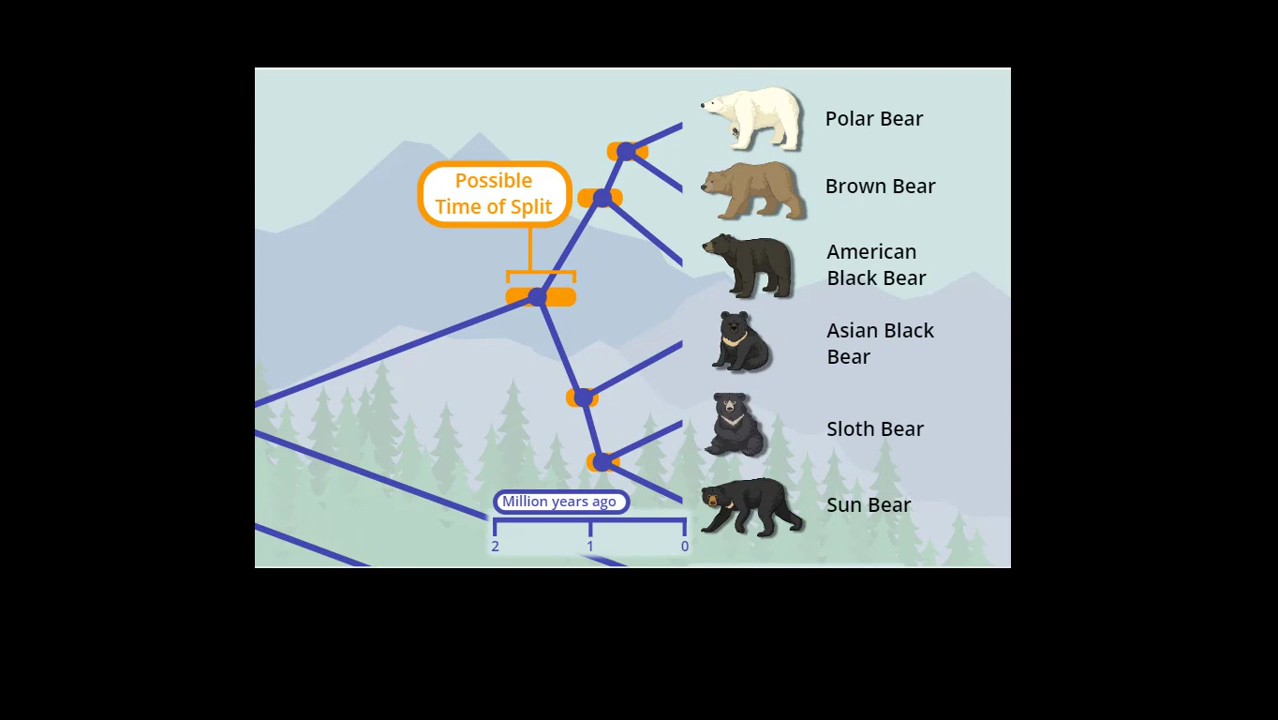 Polar Bear
Possible
Time of Split
Brown Bear
American
Black Bear
Asian Black
Bear
Sloth Bear
Million years ago
Sun Bear
2 1 0